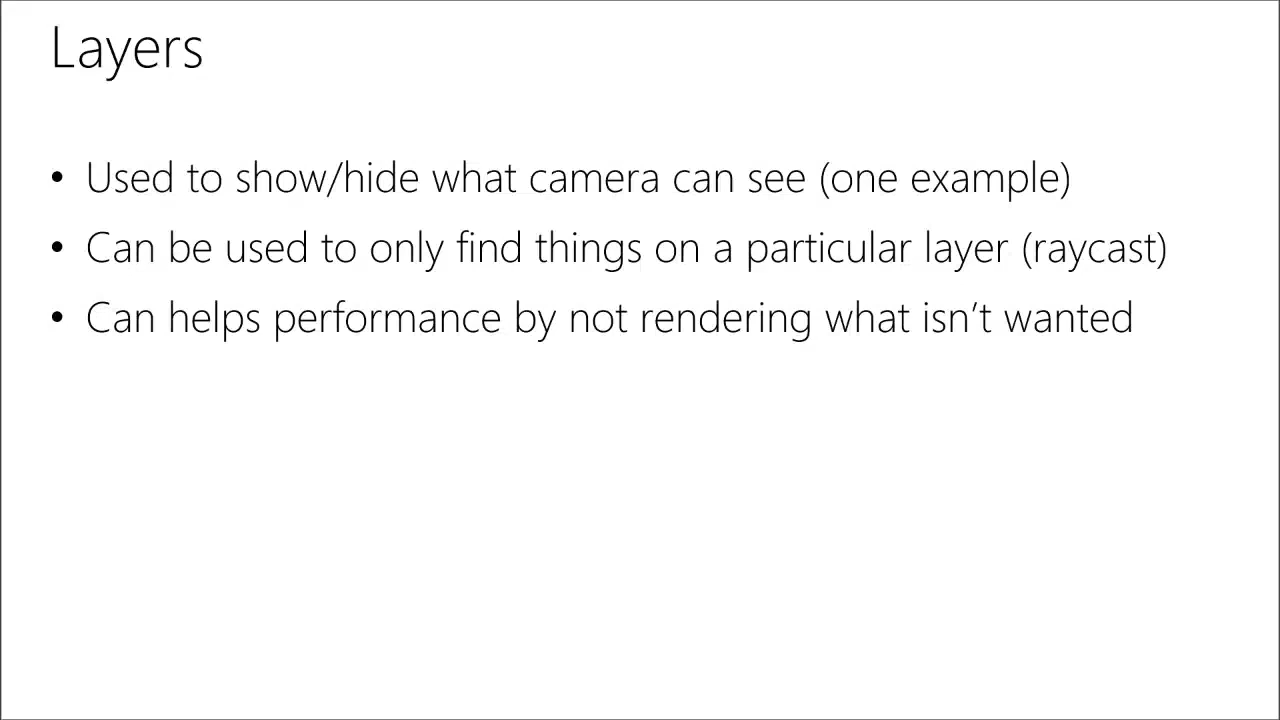 Layers
• Used to show/hide what camera can see (one example)
• Can be used to only find things on a particular layer (raycast)
• Can helps performance by not rendering what isn’t wanted